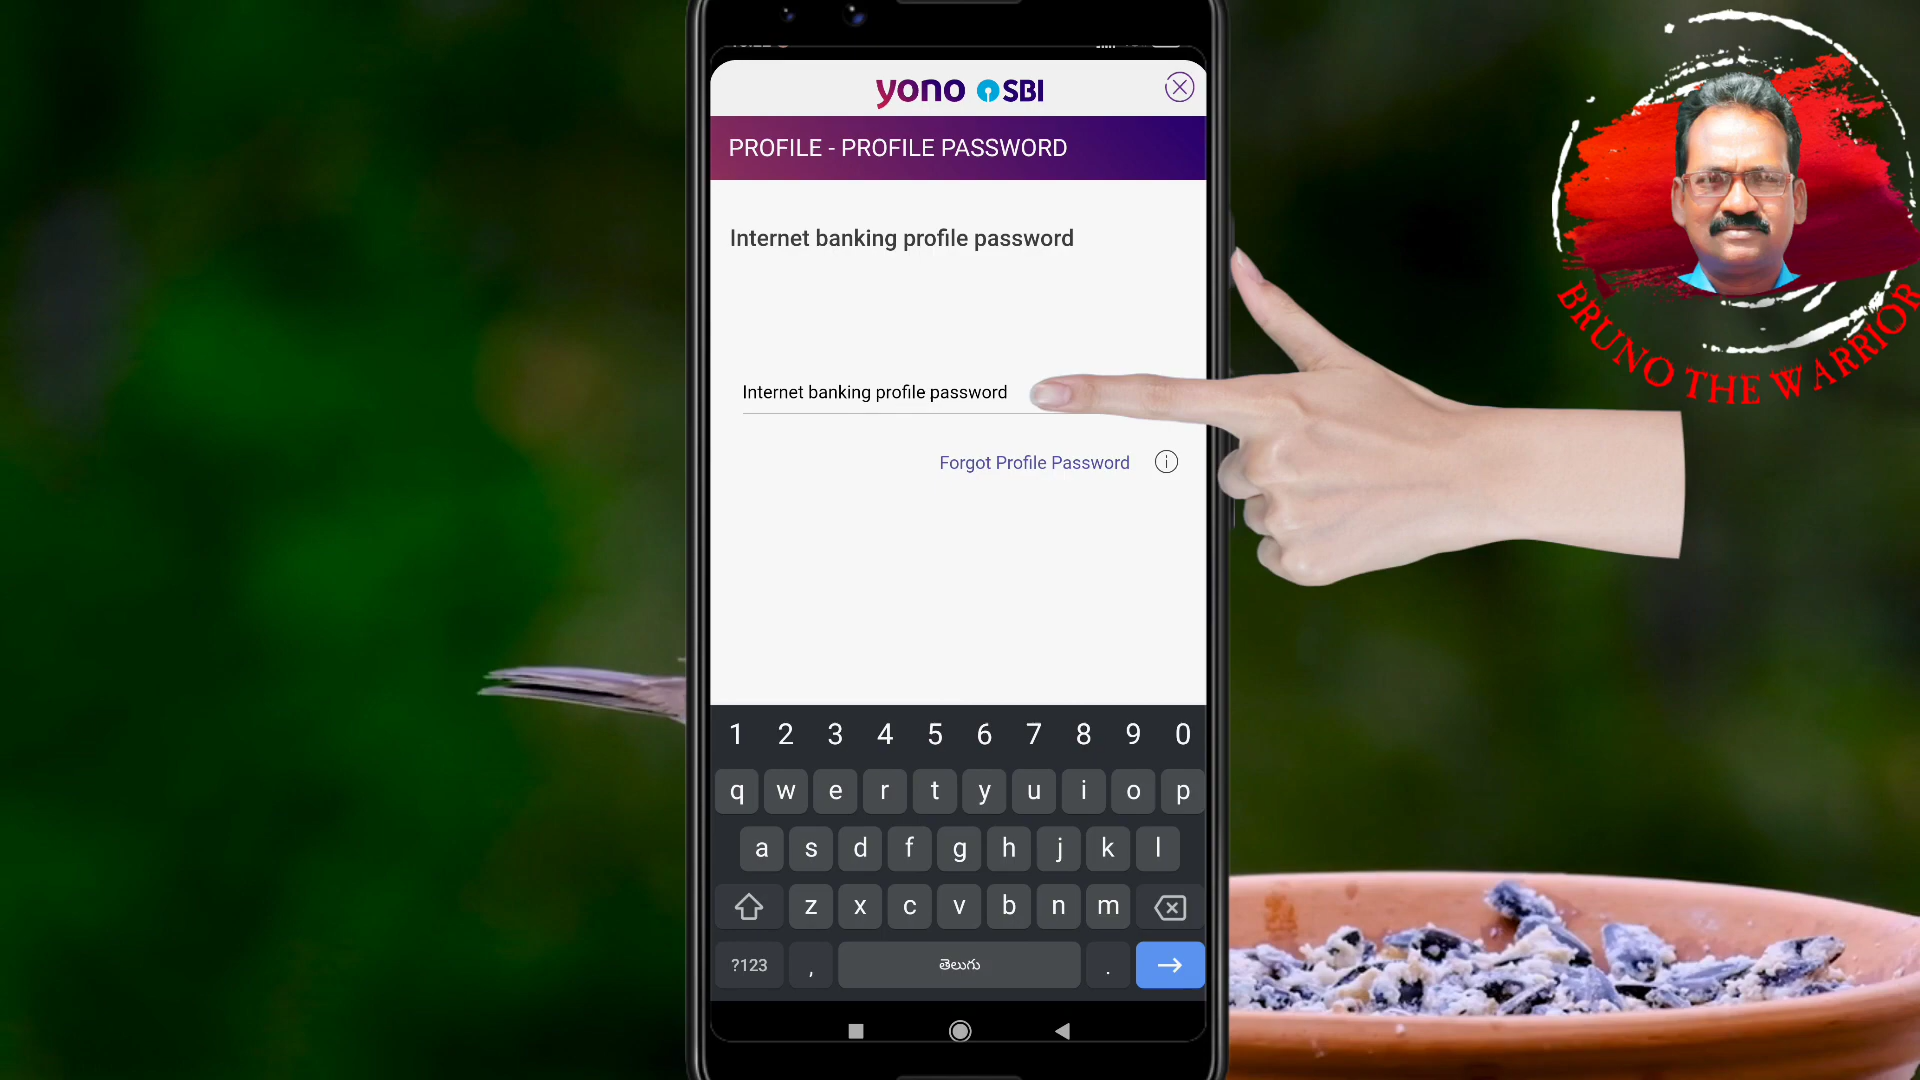 yono SBI
PROFILE - PROFILE PASSWORD
Internet banking profile password
Internet banking profile password
Forgot Profile Password
1 2 3 4 5 6 7 8 9 0
q w e r t y u i o p
a s d f g h j k l
z x c v b n m
?123 , తెలుగు .
BRUNO THE WARRIOR